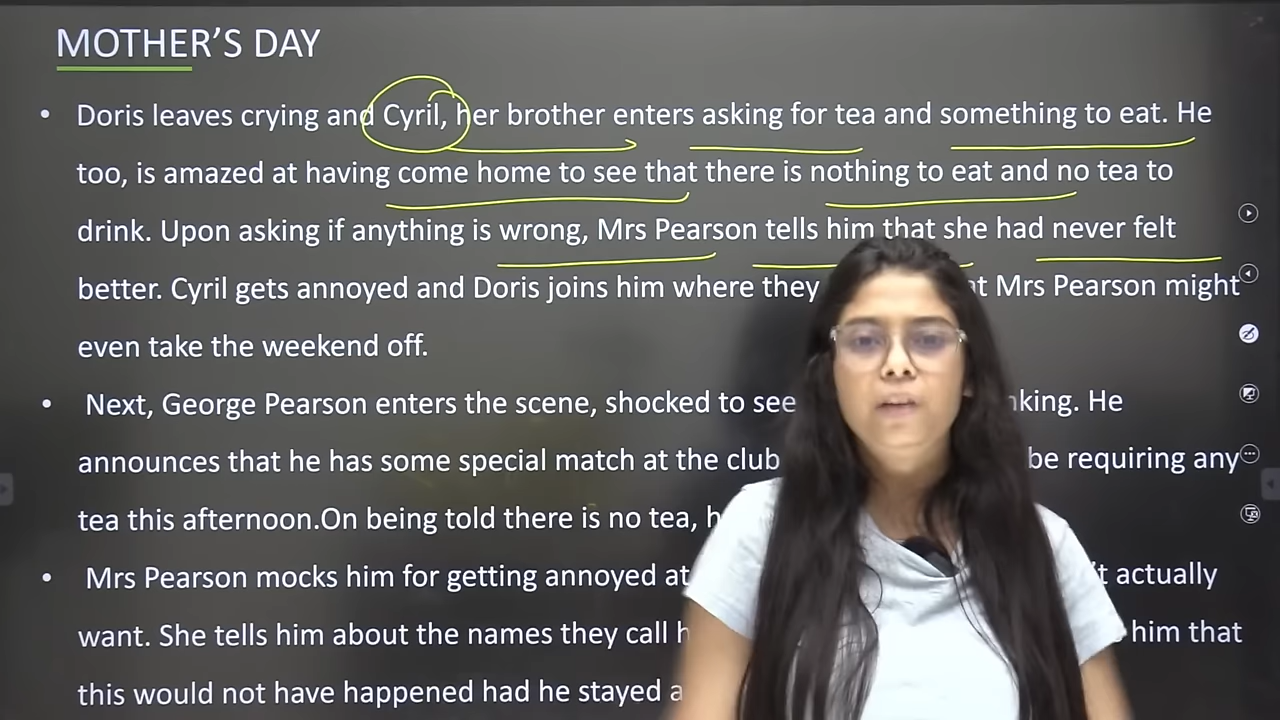 MOTHER'S DAY
• Doris leaves crying and Cyril, her brother enters asking for tea and something to eat. He
too, is amazed at having come home to see that there is nothing to eat and no tea to
drink. Upon asking if anything is wrong, Mrs Pearson tells him that she had never felt
better. Cyril gets annoyed and Doris joins him where they Mrs Pearson might
even take the weekend off.
• Next, George Pearson enters the scene, shocked to see He
announces that he has some special match at the club be requiring any
tea this afternoon.On being told there is no tea,
• Mrs Pearson mocks him for getting annoyed at actually
want. She tells him about the names they call him that
this would not have happened had he stayed